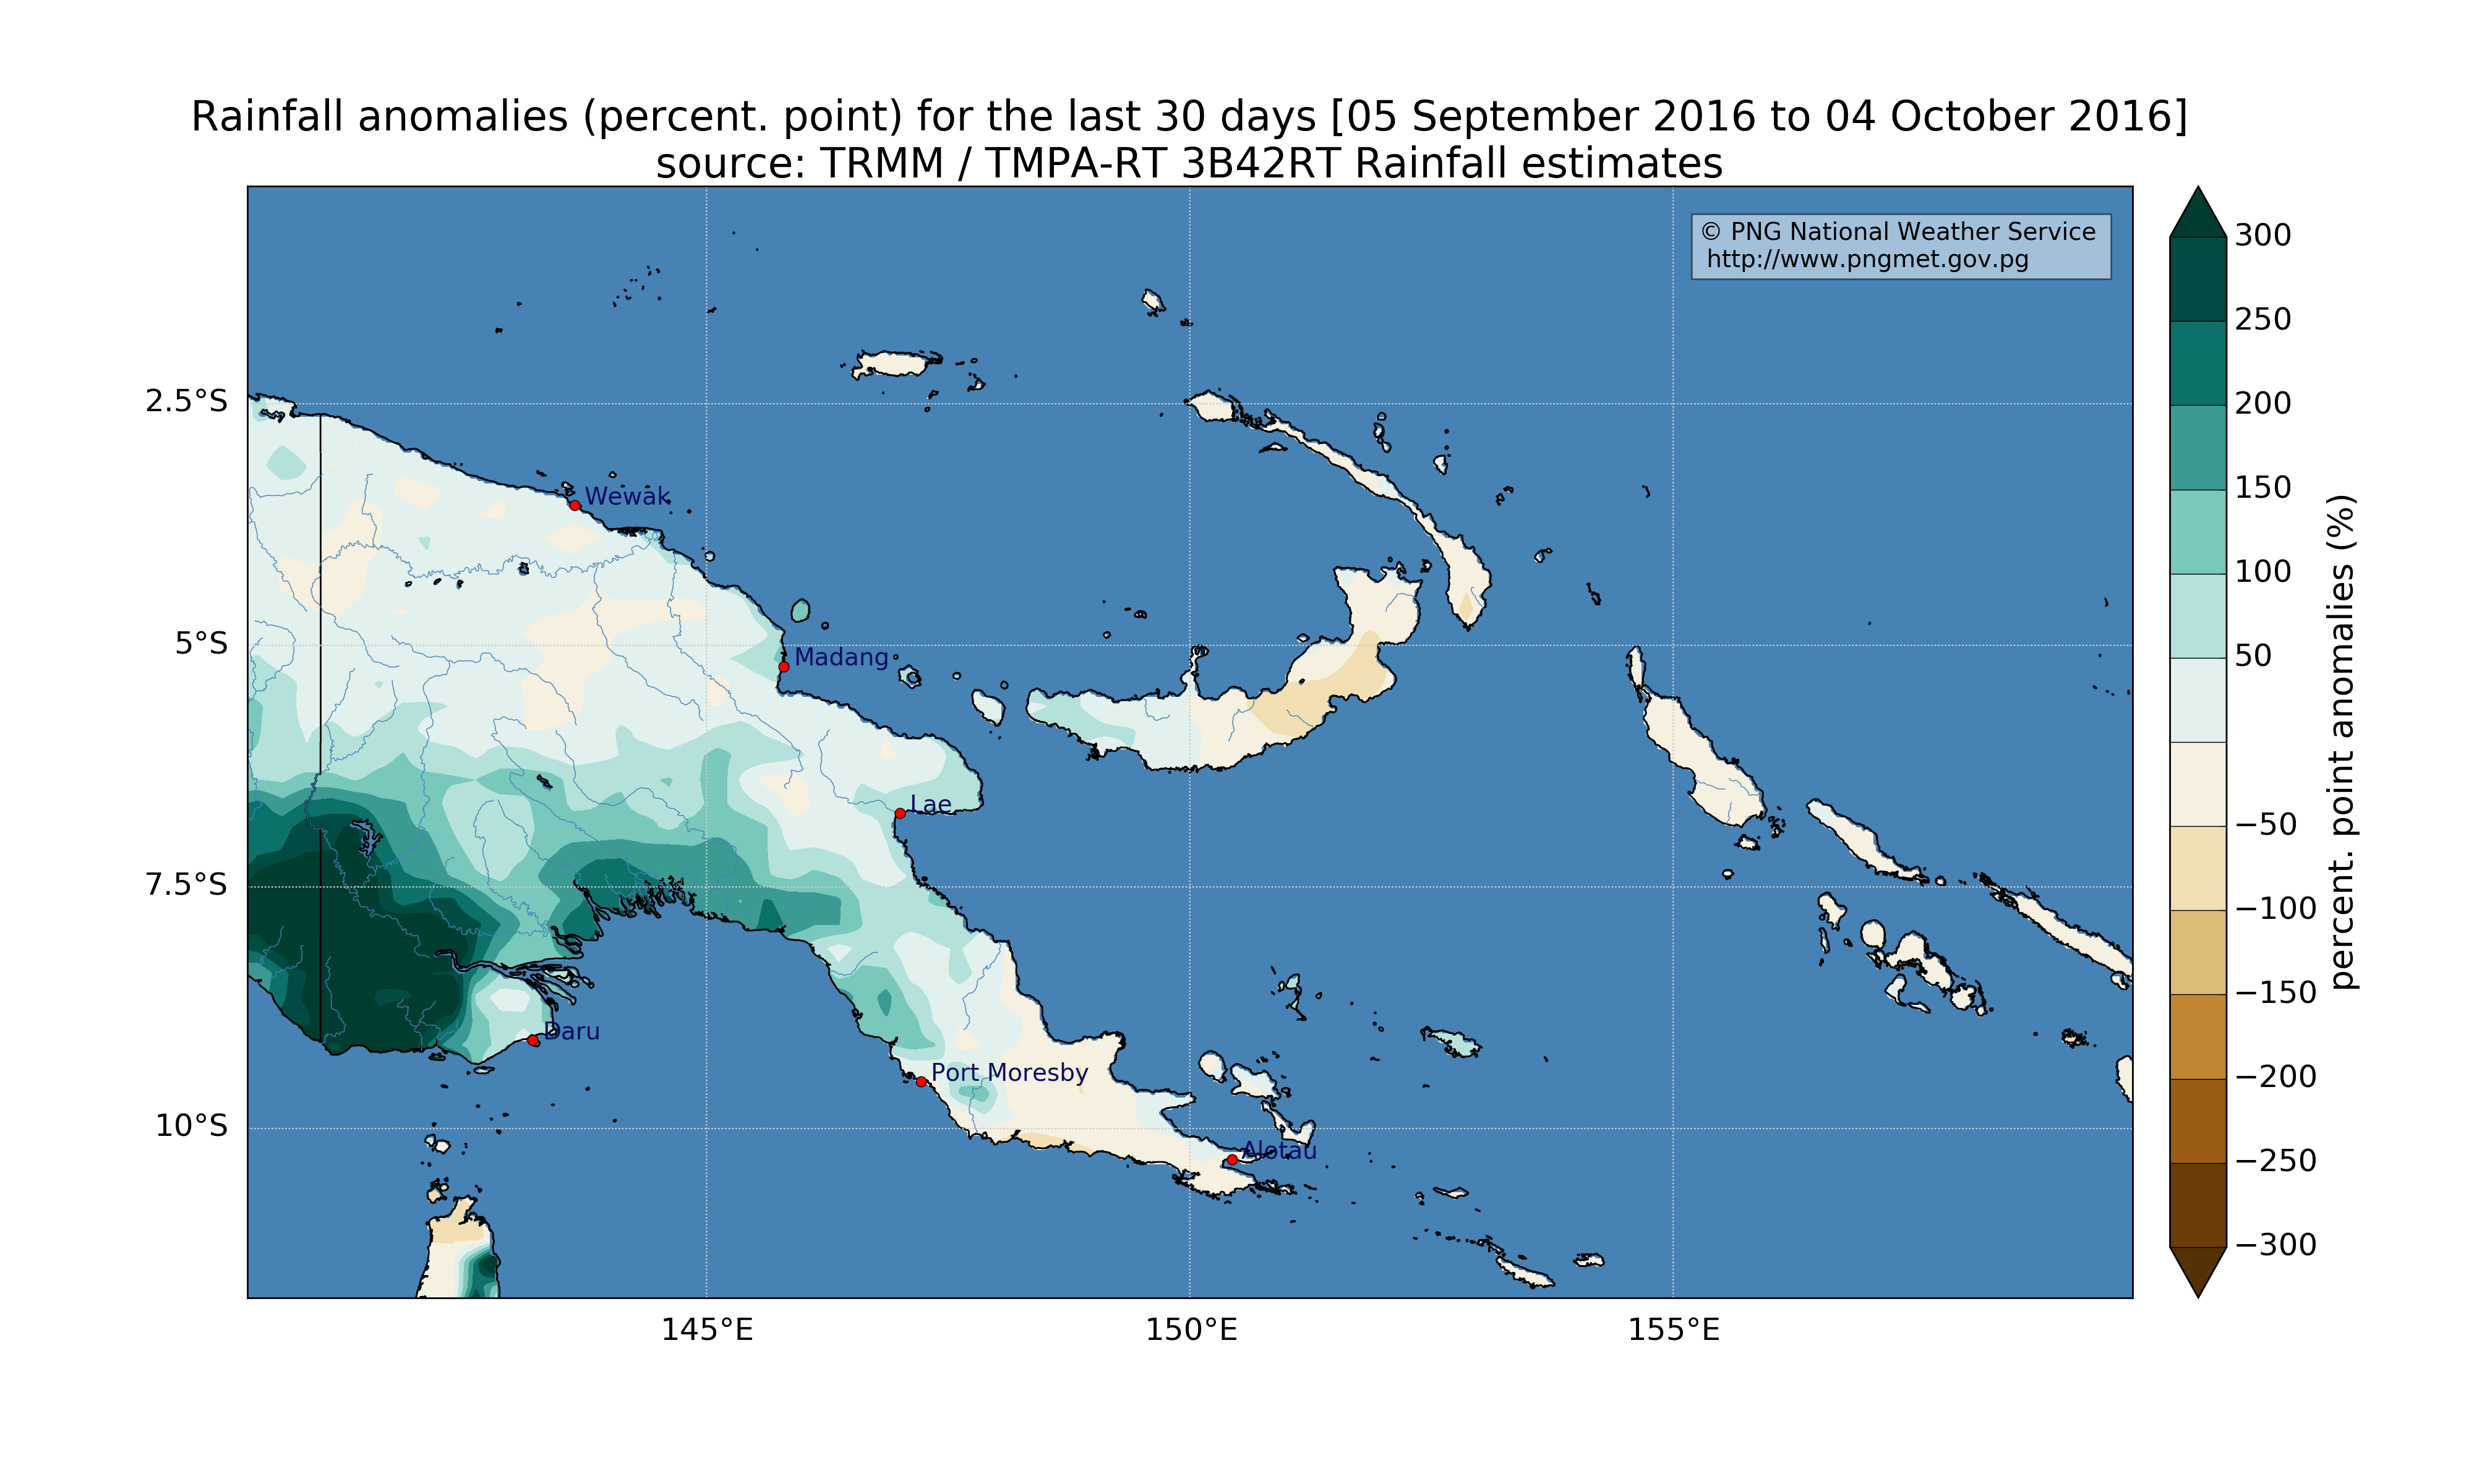 Rainfall anomalies (percent. point) for the last 30 days [05 September 2016 to 04 October 2016]
source: TRMM / TMPA-RT 3B42RT Rainfall estimates
© PNG National Weather Service
http://www.pngmet.gov.pg
2.5°S
5°S
7.5°S
10°S
Wewak
Madang
Lae
Daru
Port Moresby
Alotau
145°E
150°E
155°E
300
250
200
150
100
50
−50
−100
−150
−200
−250
−300
percent. point anomalies (%)